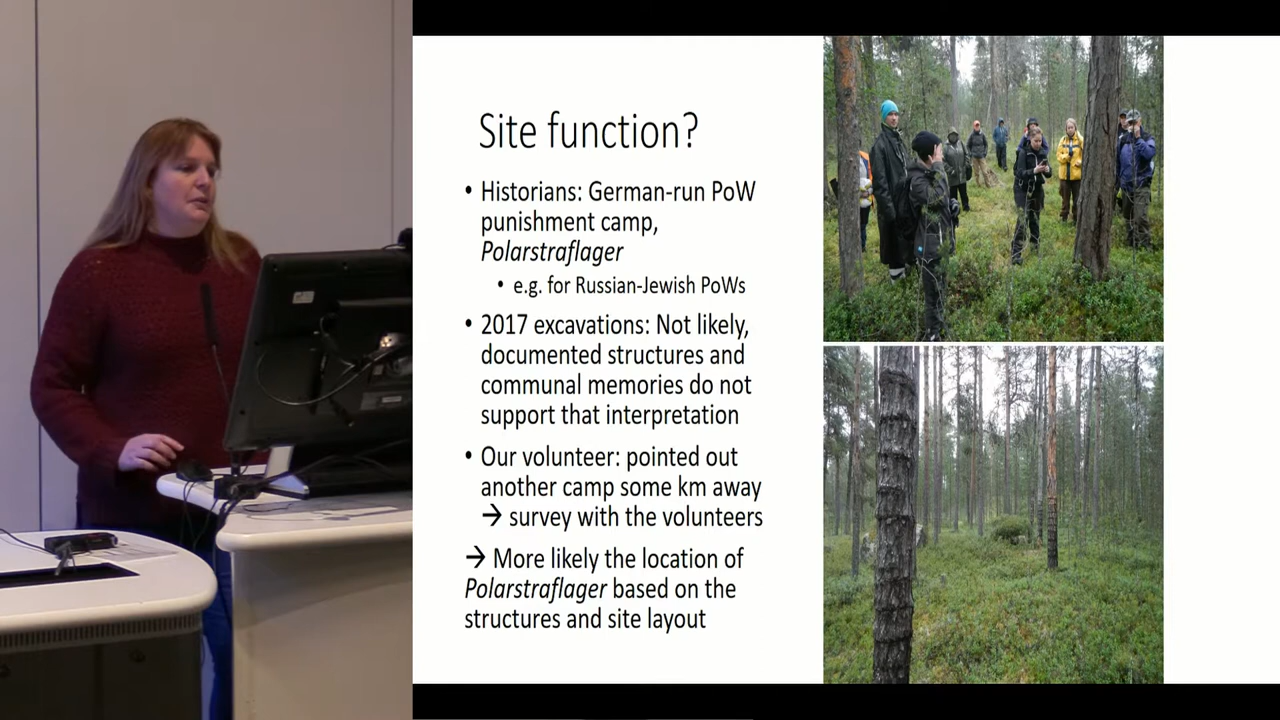 Site function?
• Historians: German-run PoW
punishment camp,
Polarstraflager
• e.g. for Russian-Jewish PoWs
• 2017 excavations: Not likely,
documented structures and
communal memories do not
support that interpretation
• Our volunteer: pointed out
another camp some km away
→ survey with the volunteers
→ More likely the location of
Polarstraflager based on the
structures and site layout